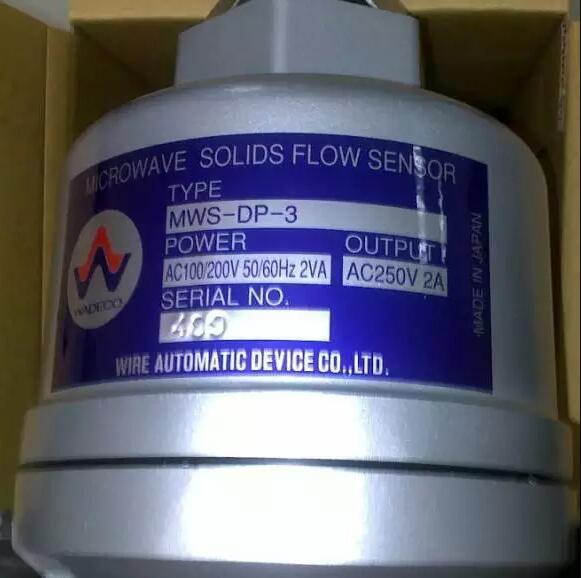 MICROWAVE SOLIDS FLOW SENSOR
TYPE
MWS-DP-3
POWER
AC100/200V 50/60Hz 2VA
OUTPUT
AC250V 2A
SERIAL NO.
WIRE AUTOMATIC DEVICE CO.,LTD.
WADECO.
MADE IN JAPAN